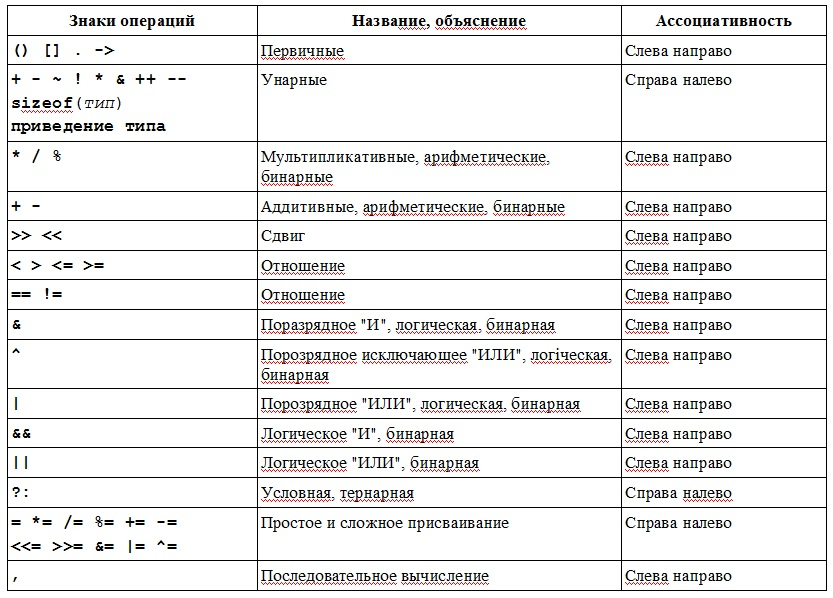 Знаки операций Название, объяснение Ассоциативность
() [] . -> Первичные Слева направо
+ - ~ ! * & ++ -- Унарные Справа налево
sizeof(тип)
приведение типа
* / % Мультипликативные, арифметические, Слева направо
бинарные
+ - Аддитивные, арифметические, бинарные Слева направо
>> << Сдвиг Слева направо
< > <= >= Отношение Слева направо
== != Отношение Слева направо
& Поразрядное "И", логическая, бинарная Слева направо
^ Порозрядное исключающее "ИЛИ", логіческая, Слева направо
бинарная
| Порозрядное "ИЛИ", логическая, бинарная Слева направо
&& Логическое "И", бинарная Слева направо
|| Логическое "ИЛИ", бинарная Слева направо
?: Условная, тернарная Справа налево
= *= /= %= += -= Простое и сложное присваивание Справа налево
<<= >>= &= |= ^=
, Последовательное вычисление Слева направо